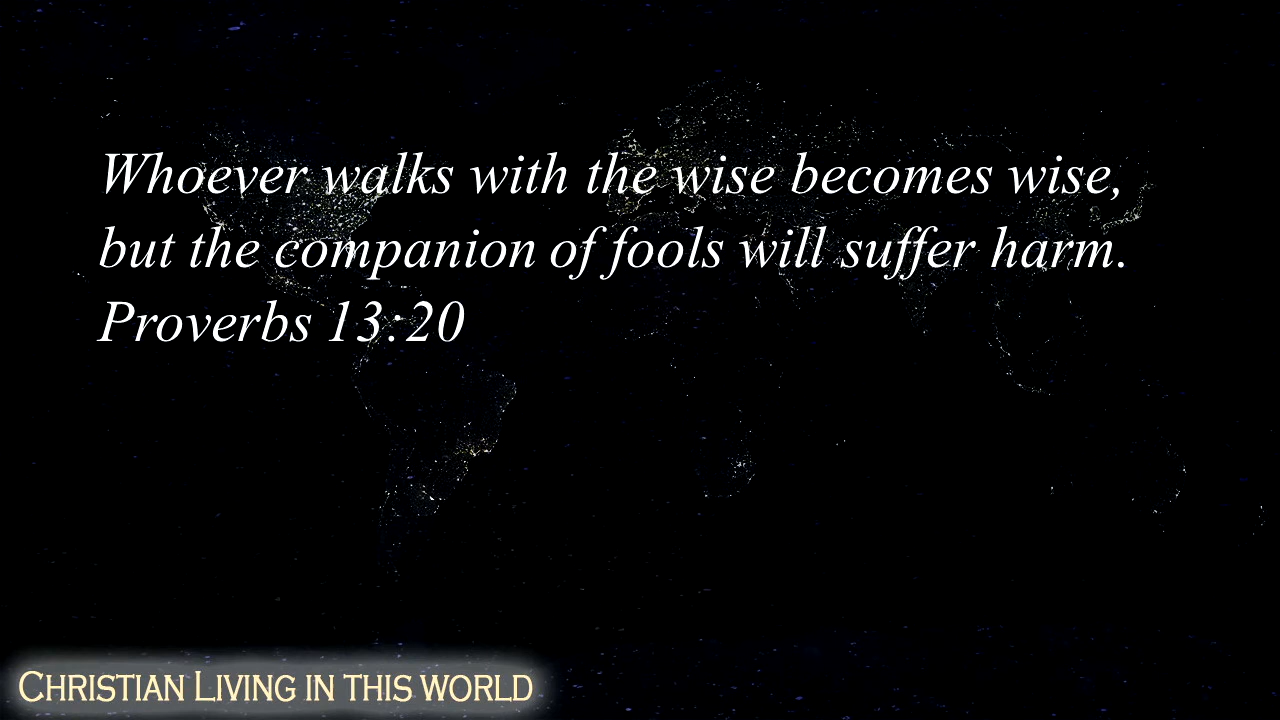 Whoever walks with the wise becomes wise,
but the companion of fools will suffer harm.
Proverbs 13:20
Christian Living in this world